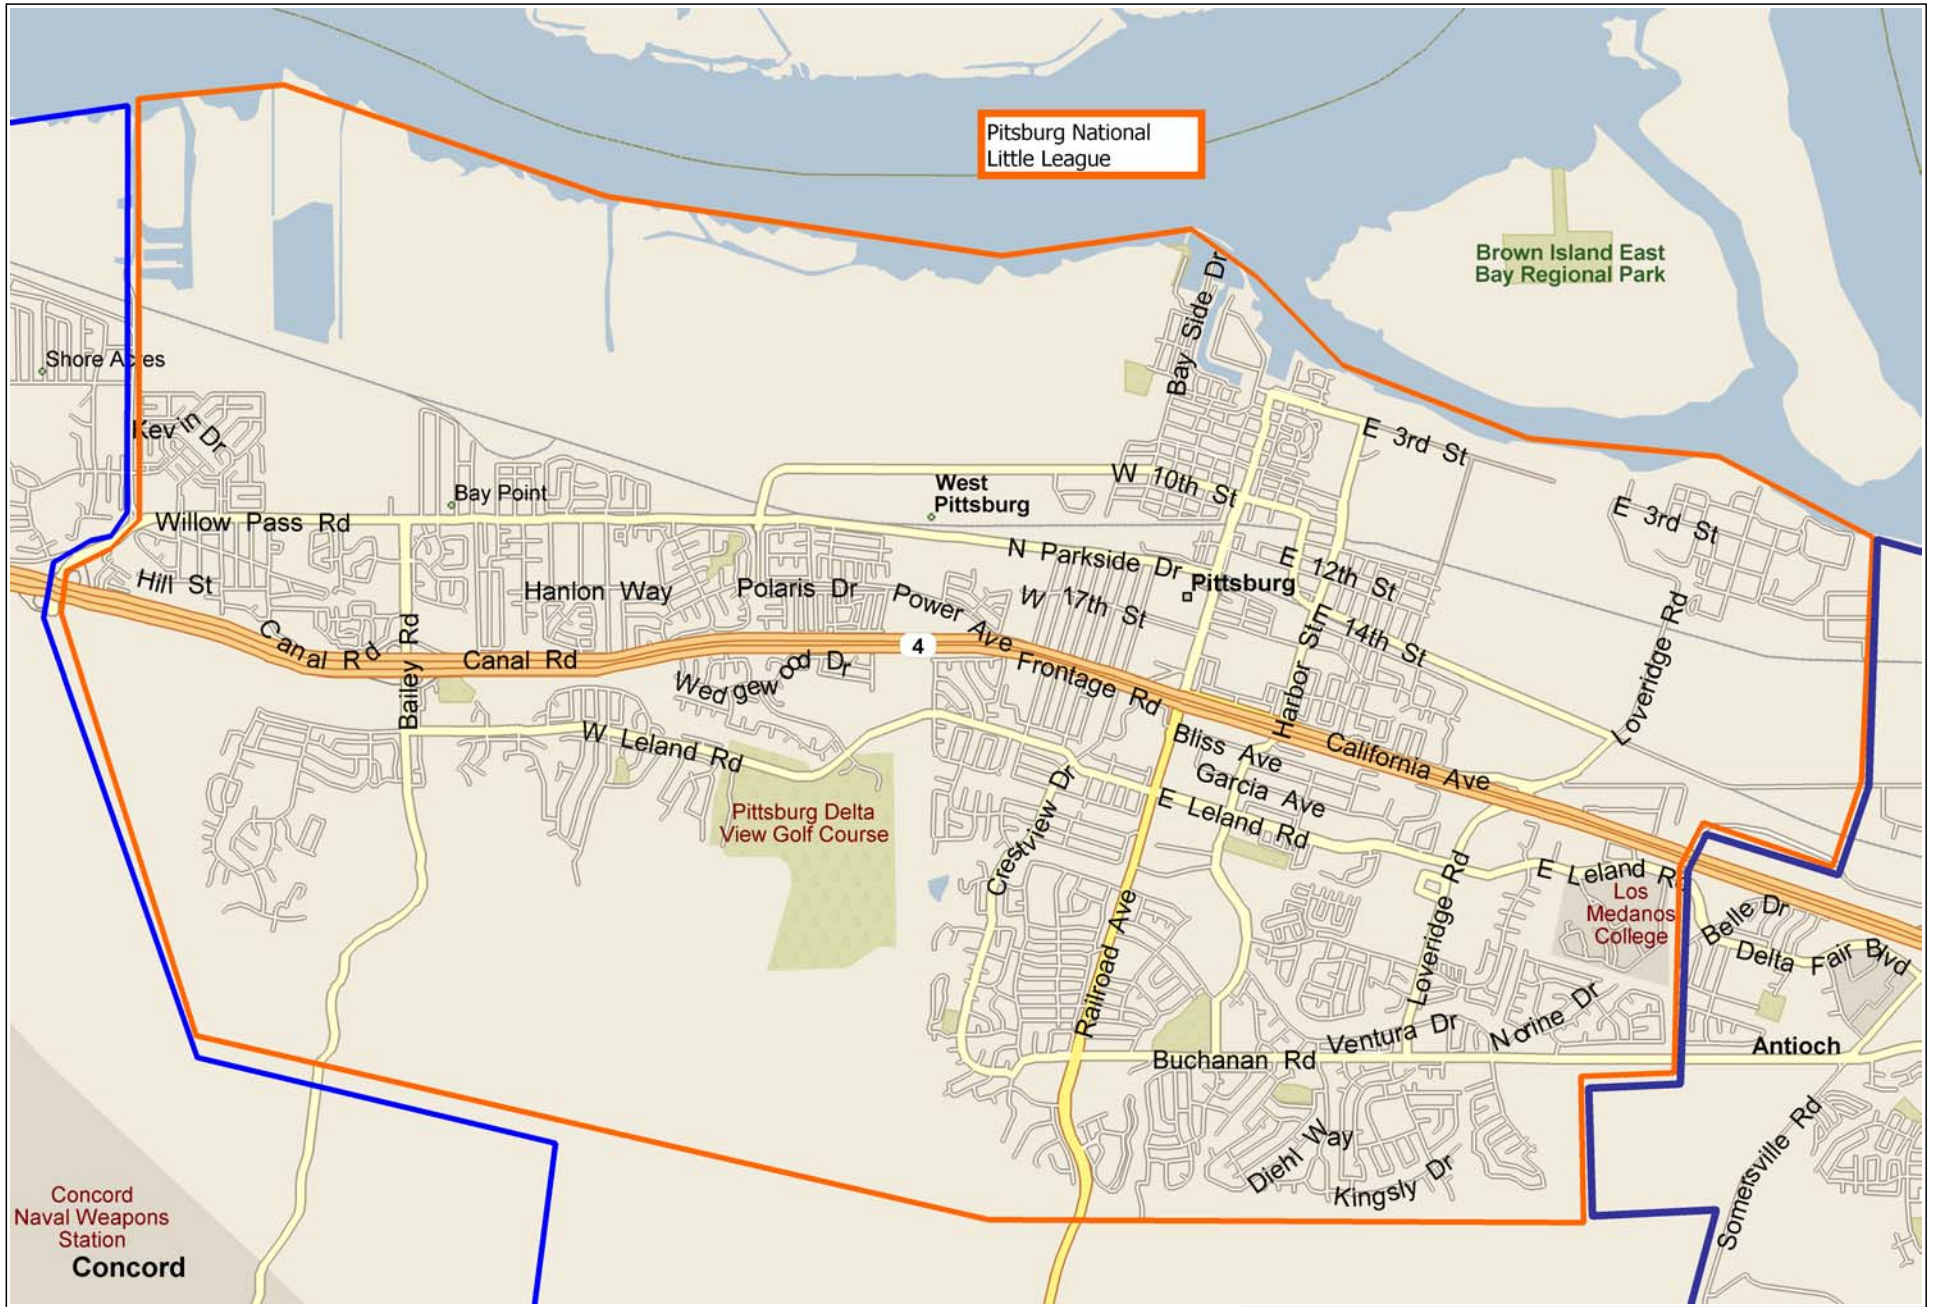 Pitsburg National
Little League
Brown Island East
Bay Regional Park
Bay Side Dr
Shore Acres
Kevin Dr
E 3rd St
Bay Point
West
Pittsburg
W 10th St
E 3rd St
Willow Pass Rd
N Parkside Dr
E 12th St
Hill St
Hanlon Way
Polaris Dr
Power Ave
W 17th St
Pittsburg
E 14th St
Canal Rd
Canal Rd
Bailey Rd
4
Wedgewood Dr
Frontage Rd
Harbor St
Loveridge Rd
W Leland Rd
Bliss Ave
California Ave
Garcia Ave
Pittsburg Delta
View Golf Course
Crestview Dr
E Leland Rd
E Leland Rd
Los
Medanos
College
Belle Dr
Delta Fair Blvd
Railroad Ave
Loveridge Rd
Norine Dr
Ventura Dr
Buchanan Rd
Antioch
Diehl Way
Kingsly Dr
Somersville Rd
Concord
Naval Weapons
Station
Concord